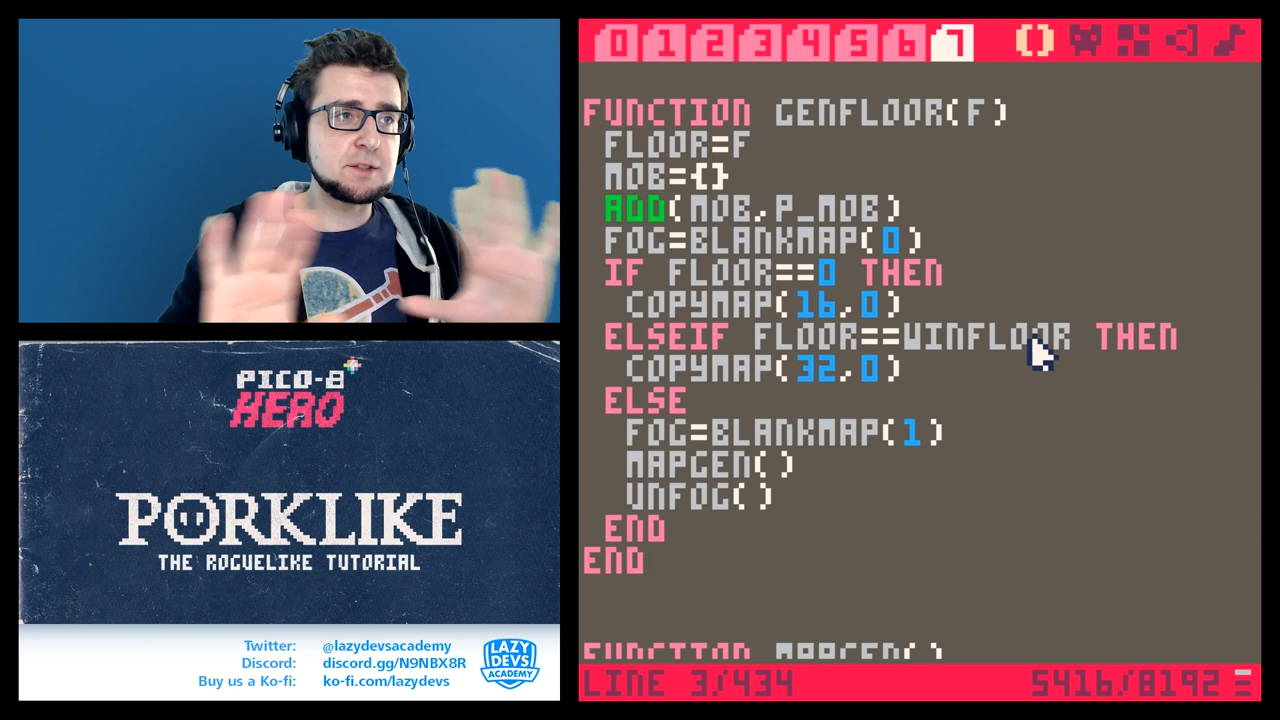 0 1 2 3 4 5 6 7
FUNCTION GENFLOOR(F)
FLOOR=F
MOB={}
ADD(MOB,P_MOB)
FOG=BLANKMAP(0)
IF FLOOR==0 THEN
COPYMAP(16,0)
ELSEIF FLOOR==WINFLOOR THEN
COPYMAP(32,0)
ELSE
FOG=BLANKMAP(1)
MAPGEN()
UNFOG()
END
END
FUNCTION MAPGEN()
LINE 3/434 5416/8192
PICO-8
HERO
PORKLIKE
THE ROGUELIKE TUTORIAL
Twitter: @lazydevsacademy
Discord: discord.gg/N9NBX8R
Buy us a Ko-fi: ko-fi.com/lazydevs
LAZY
DEVS
ACADEMY